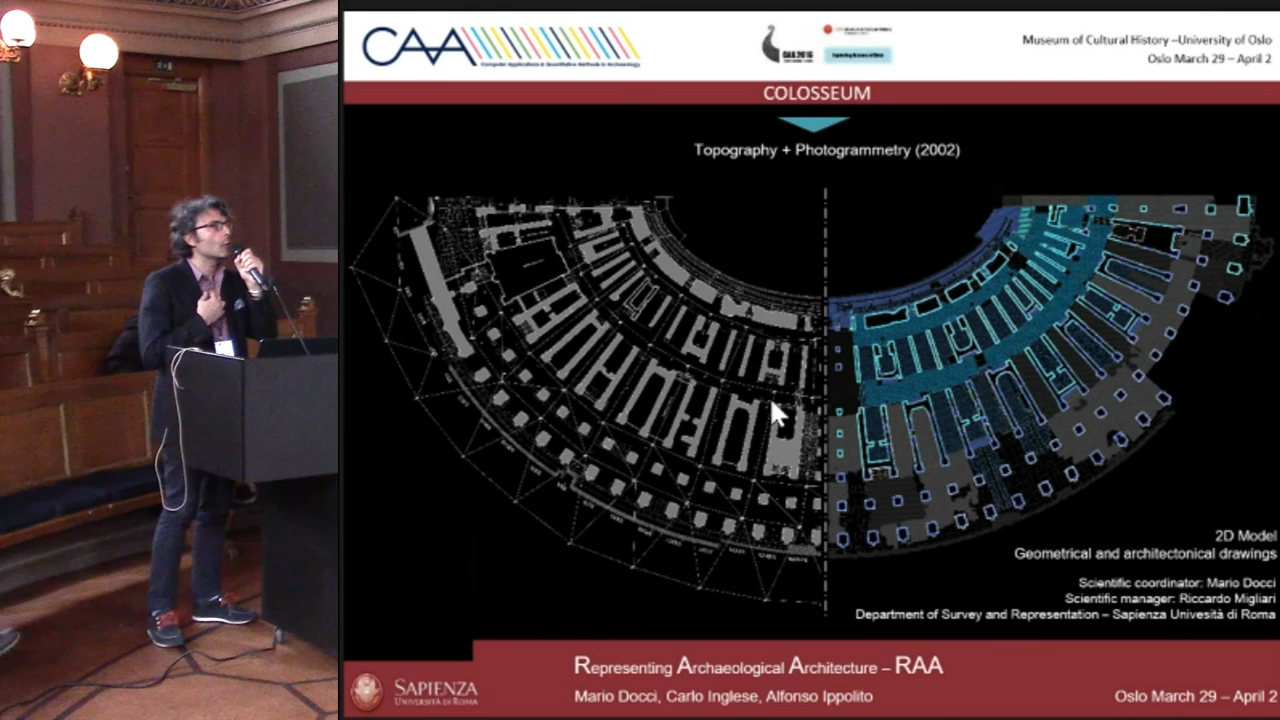 CAA
Computer Applications & Quantitative Methods in Archaeology
Museum of Cultural History –University of Oslo
Oslo March 29 – April 2
COLOSSEUM
Topography + Photogrammetry (2002)
2D Model
Geometrical and architectonical drawings
Scientific coordinator: Mario Docci
Scientific manager: Riccardo Migliari
Department of Survey and Representation – Sapienza Univesità di Roma
Representing Archaeological Architecture – RAA
SAPIENZA
UNIVERSITÀ DI ROMA
Mario Docci, Carlo Inglese, Alfonso Ippolito
Oslo March 29 – April 2